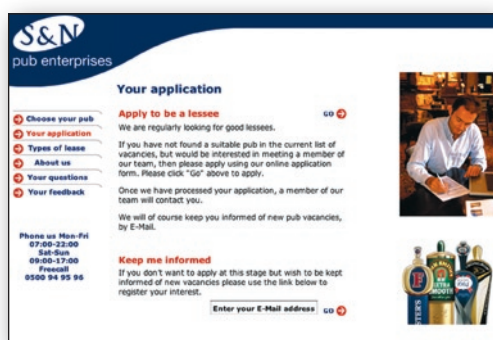 S&N
pub enterprises
Your application
Choose your pub
Your application
Types of lease
About us
Your questions
Your feedback
Phone us Mon-Fri
07:00-22:00
Sat-Sun
09:00-17:00
Freecall
0500 94 95 96
Apply to be a lessee
GO
We are regularly looking for good lessees.
If you have not found a suitable pub in the current list of
vacancies, but would be interested in meeting a member of
our team, then please apply using our online application
form. Please click "Go" above to apply.
Once we have processed your application, a member of our
team will contact you.
We will of course keep you informed of new pub vacancies,
by E-Mail.
Keep me informed
If you don't want to apply at this stage but wish to be kept
informed of new vacancies please use the link below to
register your interest.
Enter your E-Mail address GO